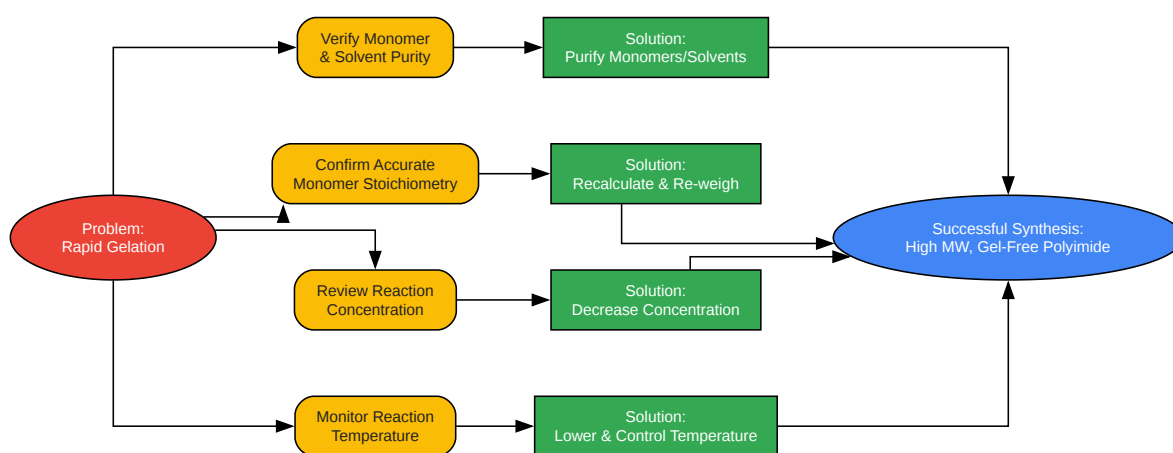 Verify Monomer
& Solvent Purity
Solution:
Purify Monomers/Solvents
Confirm Accurate
Monomer Stoichiometry
Solution:
Recalculate & Re-weigh
Problem:
Rapid Gelation
Successful Synthesis:
High MW, Gel-Free Polyimide
Review Reaction
Concentration
Solution:
Decrease Concentration
Monitor Reaction
Temperature
Solution:
Lower & Control Temperature